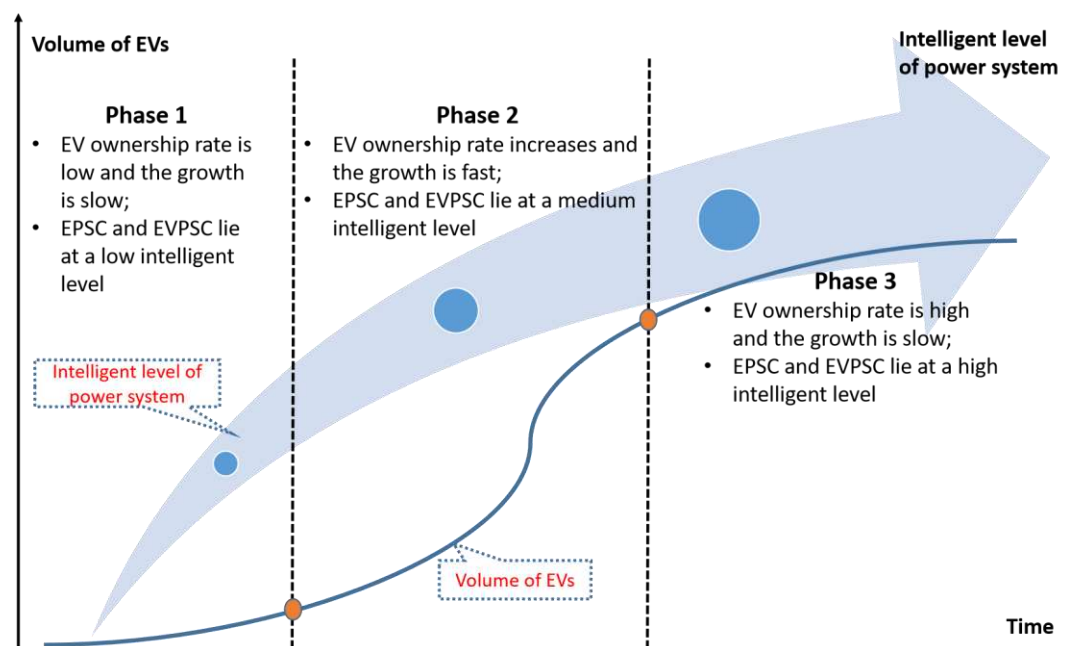 Volume of EVs
Intelligent level
of power system
Phase 1
• EV ownership rate is
low and the growth
is slow;
• EPSC and EVPSC lie
at a low intelligent
level
Phase 2
• EV ownership rate increases and
the growth is fast;
• EPSC and EVPSC lie at a medium
intelligent level
Phase 3
• EV ownership rate is high
and the growth is slow;
• EPSC and EVPSC lie at a high
intelligent level
Intelligent level of
power system
Volume of EVs
Time